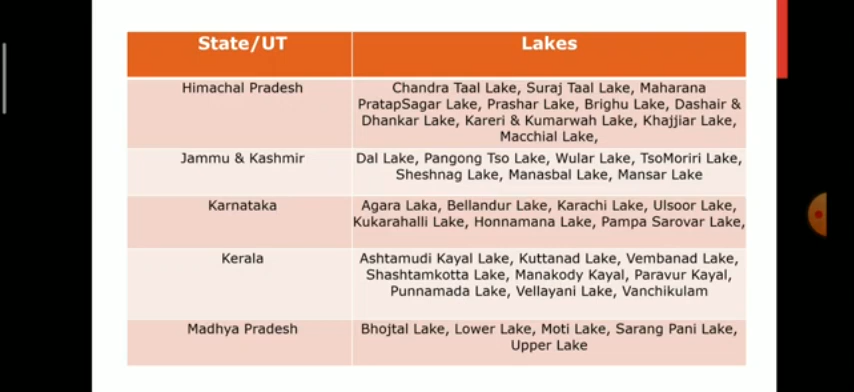 State/UT Lakes
Himachal Pradesh Chandra Taal Lake, Suraj Taal Lake, Maharana
PratapSagar Lake, Prashar Lake, Brighu Lake, Dashair &
Dhankar Lake, Kareri & Kumarwah Lake, Khajjiar Lake,
Macchial Lake,
Jammu & Kashmir Dal Lake, Pangong Tso Lake, Wular Lake, TsoMoriri Lake,
Sheshnag Lake, Manasbal Lake, Mansar Lake
Karnataka Agara Laka, Bellandur Lake, Karachi Lake, Ulsoor Lake,
Kukarahalli Lake, Honnamana Lake, Pampa Sarovar Lake,
Kerala Ashtamudi Kayal Lake, Kuttanad Lake, Vembanad Lake,
Shashtamkotta Lake, Manakody Kayal, Paravur Kayal,
Punnamada Lake, Vellayani Lake, Vanchikulam
Madhya Pradesh Bhojtal Lake, Lower Lake, Moti Lake, Sarang Pani Lake,
Upper Lake